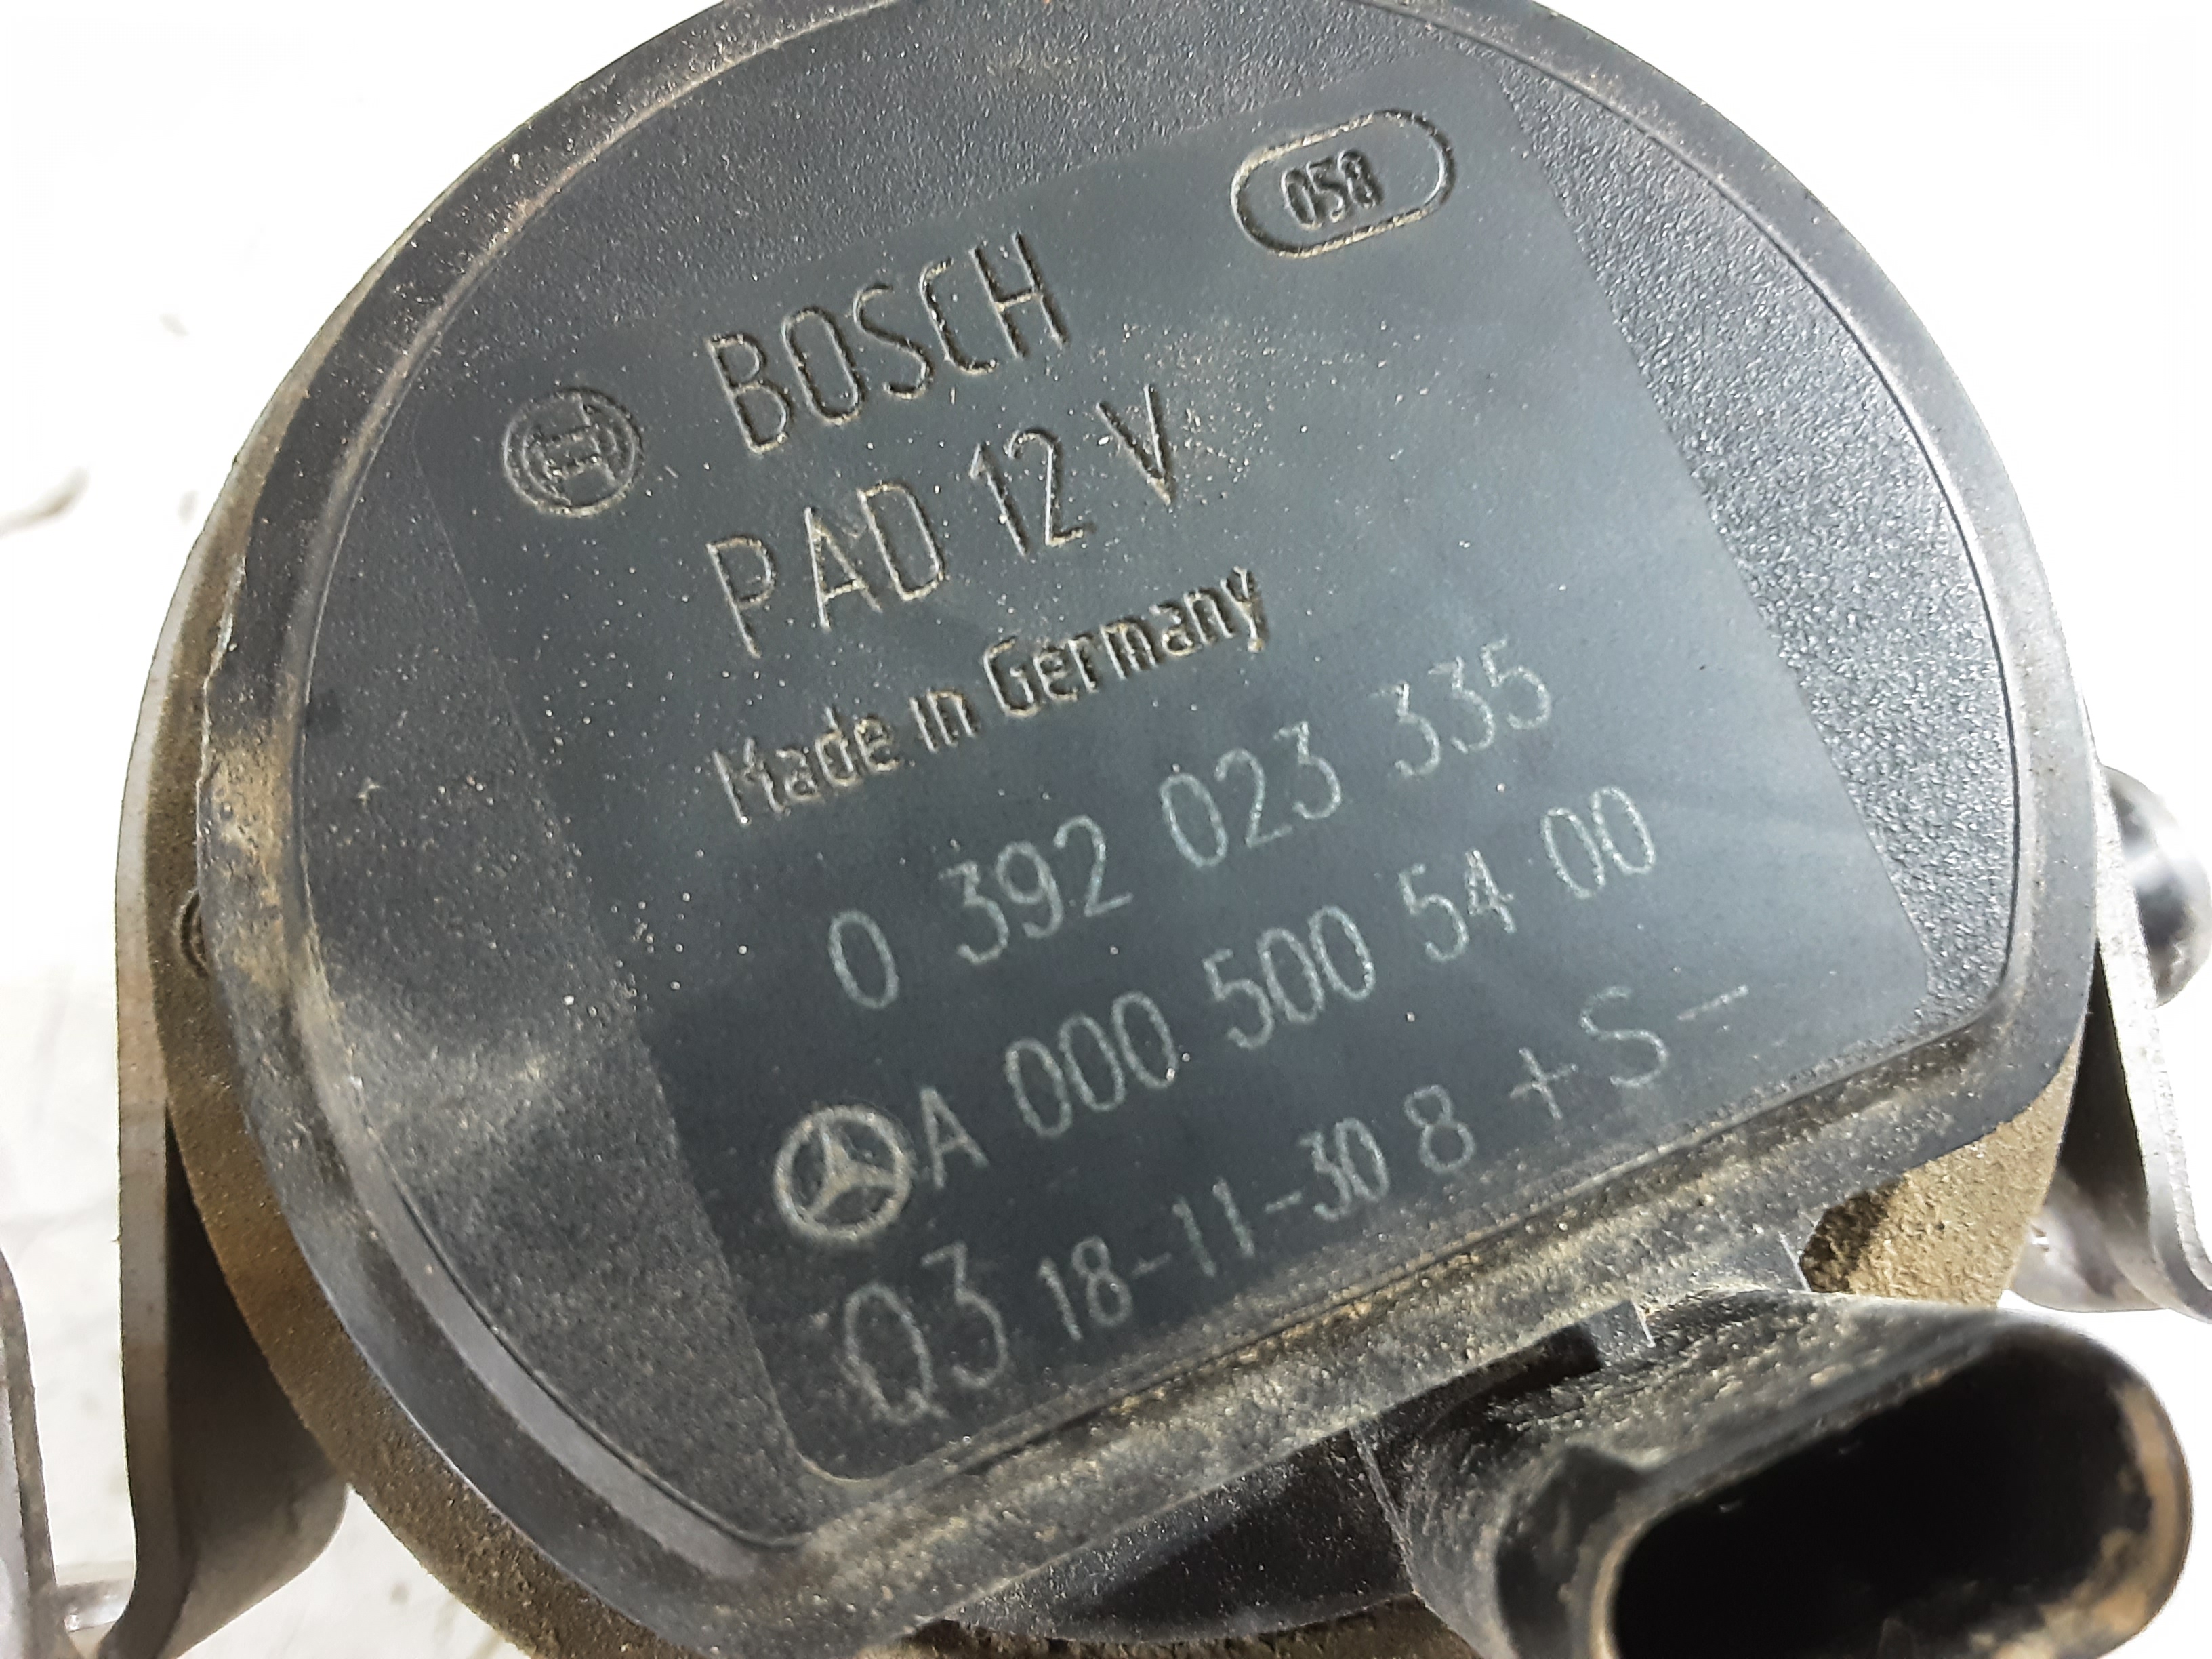 058
BOSCH
PAD 12 V
Made in Germany
0 392 023 335
A 000 500 54 00
Q3 18-11-30 8 + S -